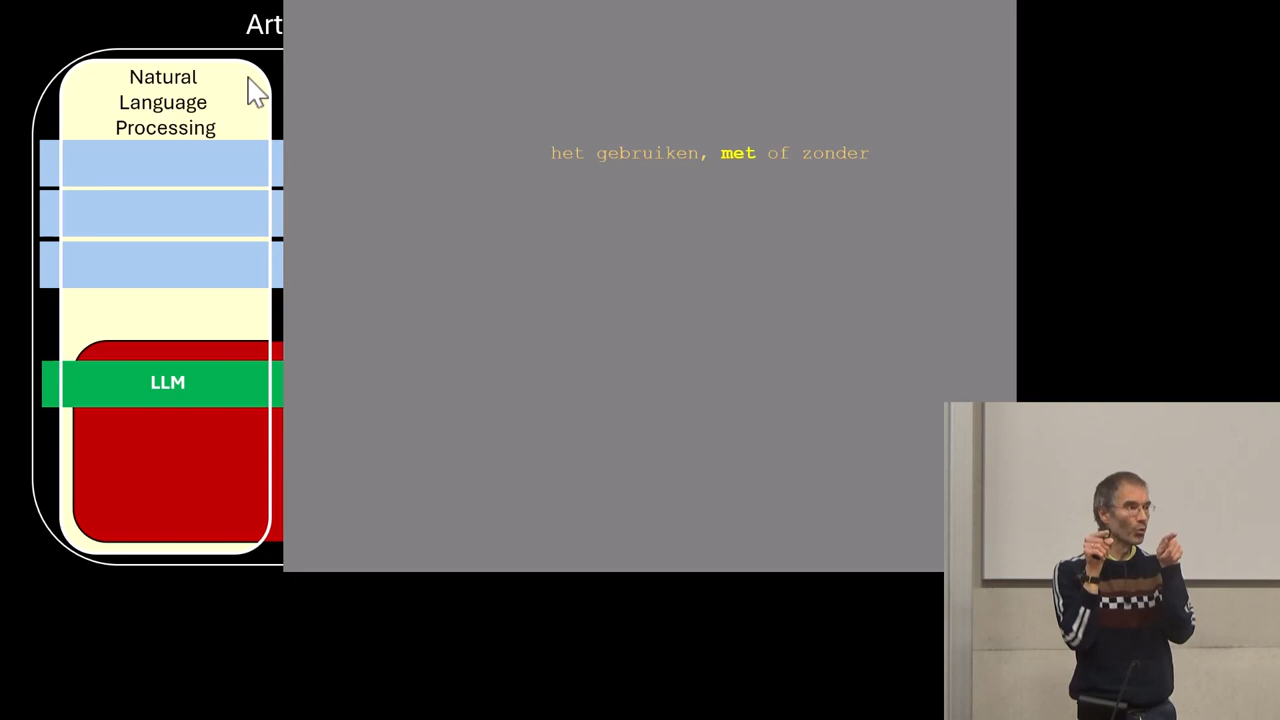 Art
Natural
Language
Processing
het gebruiken, met of zonder
LLM